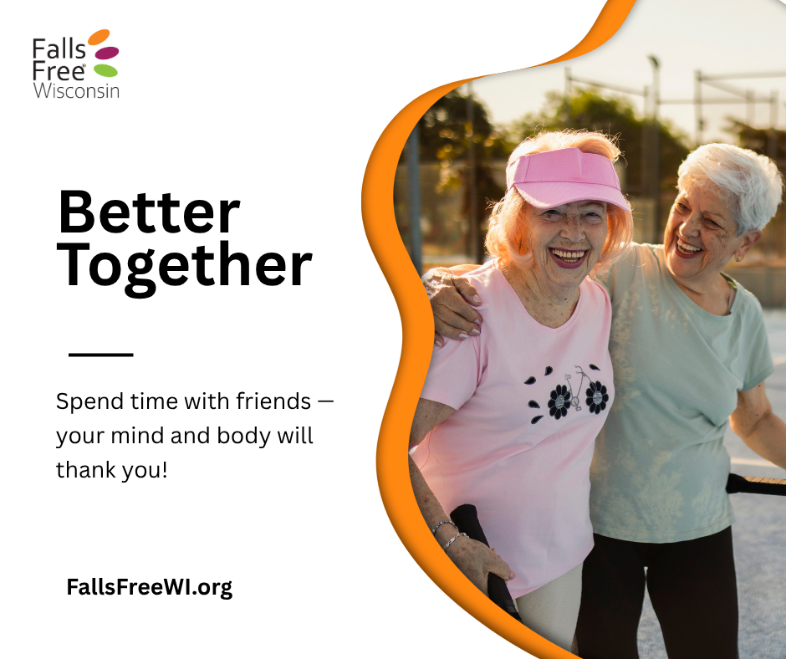 Falls
Free®
Wisconsin
Better
Together
Spend time with friends —
your mind and body will
thank you!
FallsFreeWI.org